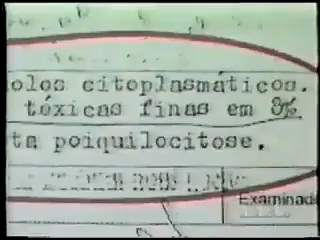 olos citoplasmáticos.
tóxicas finas em 8%.
ta poiquilocitose.
Examinad